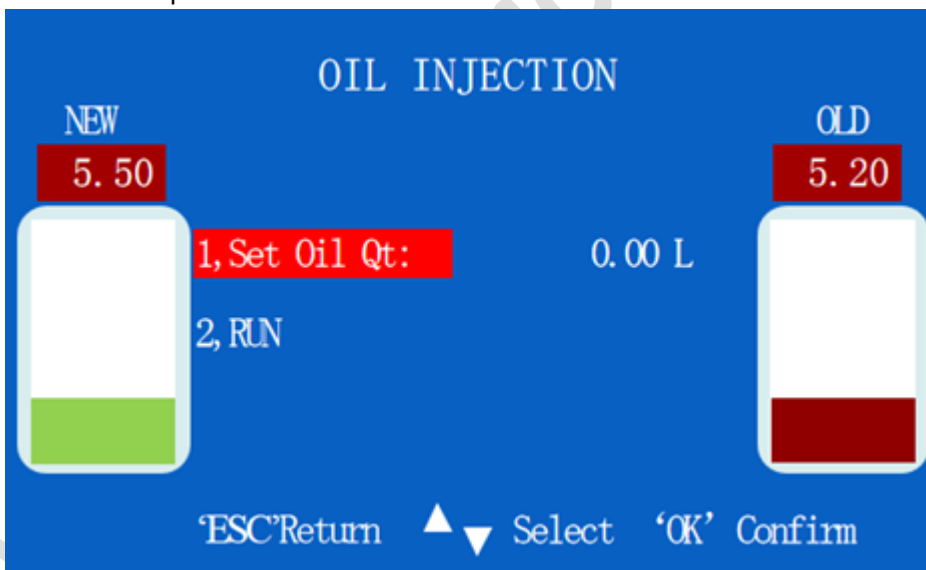 OIL INJECTION
NEW
OLD
5.50
5.20
1,Set Oil Qt: 0.00 L
2,RUN
‘ESC’Return ▲▼ Select ‘OK’ Confirm